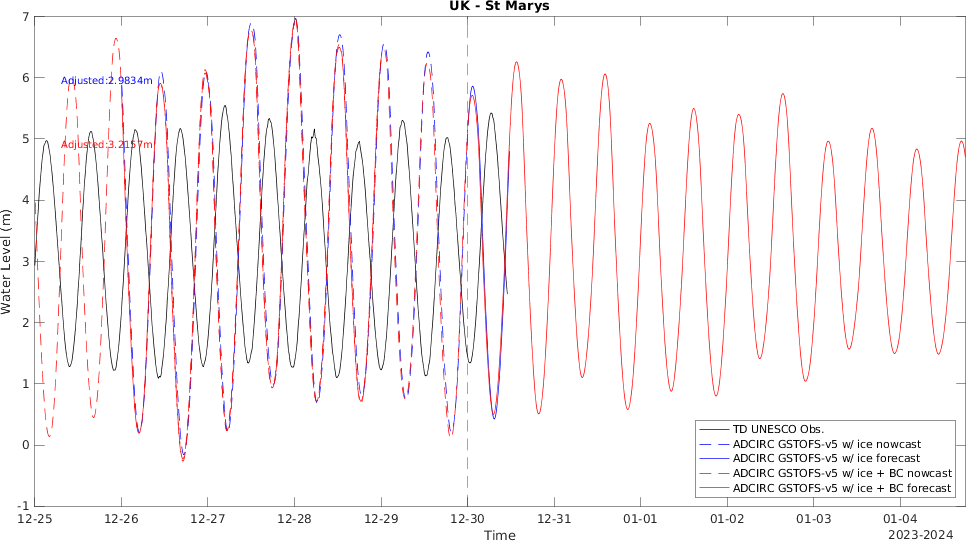 UK - St Marys
7
6
5
4
3
2
1
0
-1
Water Level (m)
Adjusted:2.9834m
Adjusted:3.2157m
TD UNESCO Obs.
ADCIRC GSTOFS-v5 w/ ice nowcast
ADCIRC GSTOFS-v5 w/ ice forecast
ADCIRC GSTOFS-v5 w/ ice + BC nowcast
ADCIRC GSTOFS-v5 w/ ice + BC forecast
12-25 12-26 12-27 12-28 12-29 12-30 12-31 01-01 01-02 01-03 01-04
Time
2023-2024